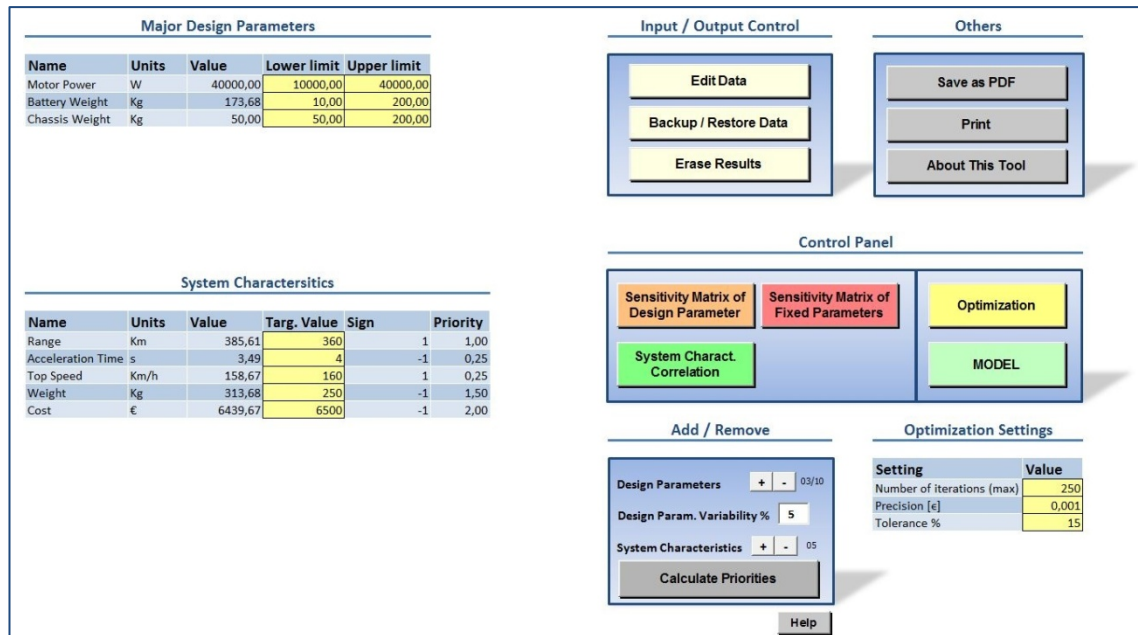 Major Design Parameters
Name Units Value Lower limit Upper limit
Motor Power W 40000,00 10000,00 40000,00
Battery Weight Kg 173,68 10,00 200,00
Chassis Weight Kg 50,00 50,00 200,00
System Charactersitics
Name Units Value Targ. Value Sign Priority
Range Km 385,61 360 1 1,00
Acceleration Time s 3,49 4 -1 0,25
Top Speed Km/h 158,67 160 1 0,25
Weight Kg 313,68 250 -1 1,50
Cost € 6439,67 6500 -1 2,00
Input / Output Control
Edit Data
Backup / Restore Data
Erase Results
Others
Save as PDF
Print
About This Tool
Control Panel
Sensitivity Matrix of
Design Parameter
Sensitivity Matrix of
Fixed Parameters
Optimization
System Charact.
Correlation
MODEL
Add / Remove
Design Parameters + - 03/10
Design Param. Variability % 5
System Characteristics + - 05
Calculate Priorities
Help
Optimization Settings
Setting Value
Number of iterations (max) 250
Precision [ϵ] 0,001
Tolerance % 15